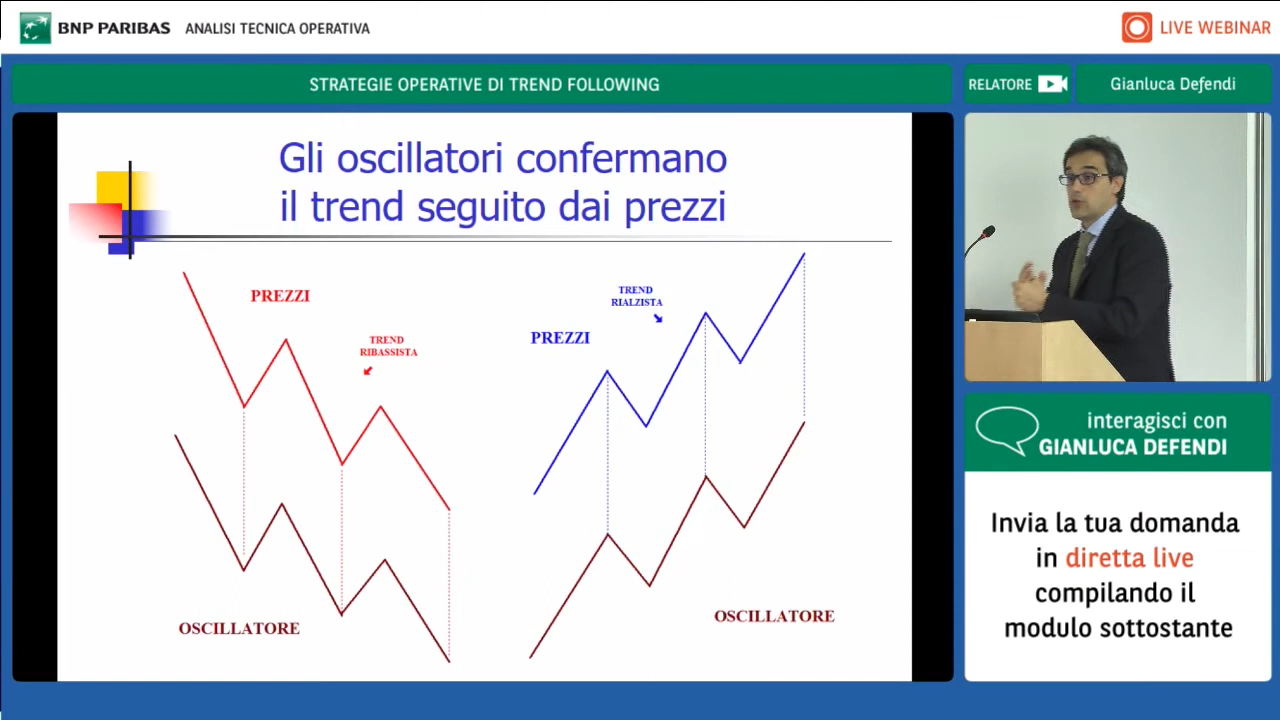 BNP PARIBAS ANALISI TECNICA OPERATIVA
LIVE WEBINAR
STRATEGIE OPERATIVE DI TREND FOLLOWING
RELATORE
Gianluca Defendi
Gli oscillatori confermano
il trend seguito dai prezzi
PREZZI
TREND
RIBASSISTA
OSCILLATORE
TREND
RIALZISTA
PREZZI
OSCILLATORE
interagisci con
GIANLUCA DEFENDI
Invia la tua domanda
in diretta live
compilando il
modulo sottostante